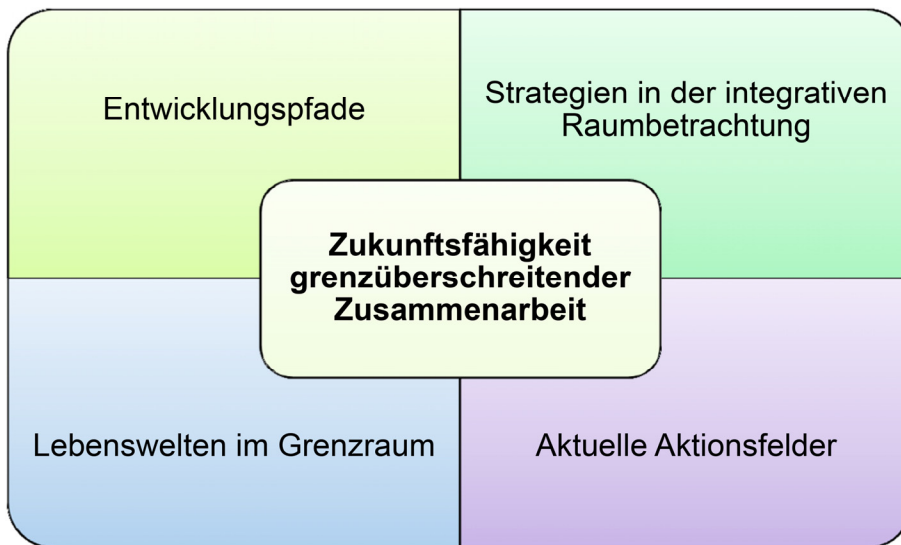 Entwicklungspfade
Strategien in der integrativen
Raumbetrachtung
Zukunftsfähigkeit
grenzüberschreitender
Zusammenarbeit
Lebenswelten im Grenzraum
Aktuelle Aktionsfelder